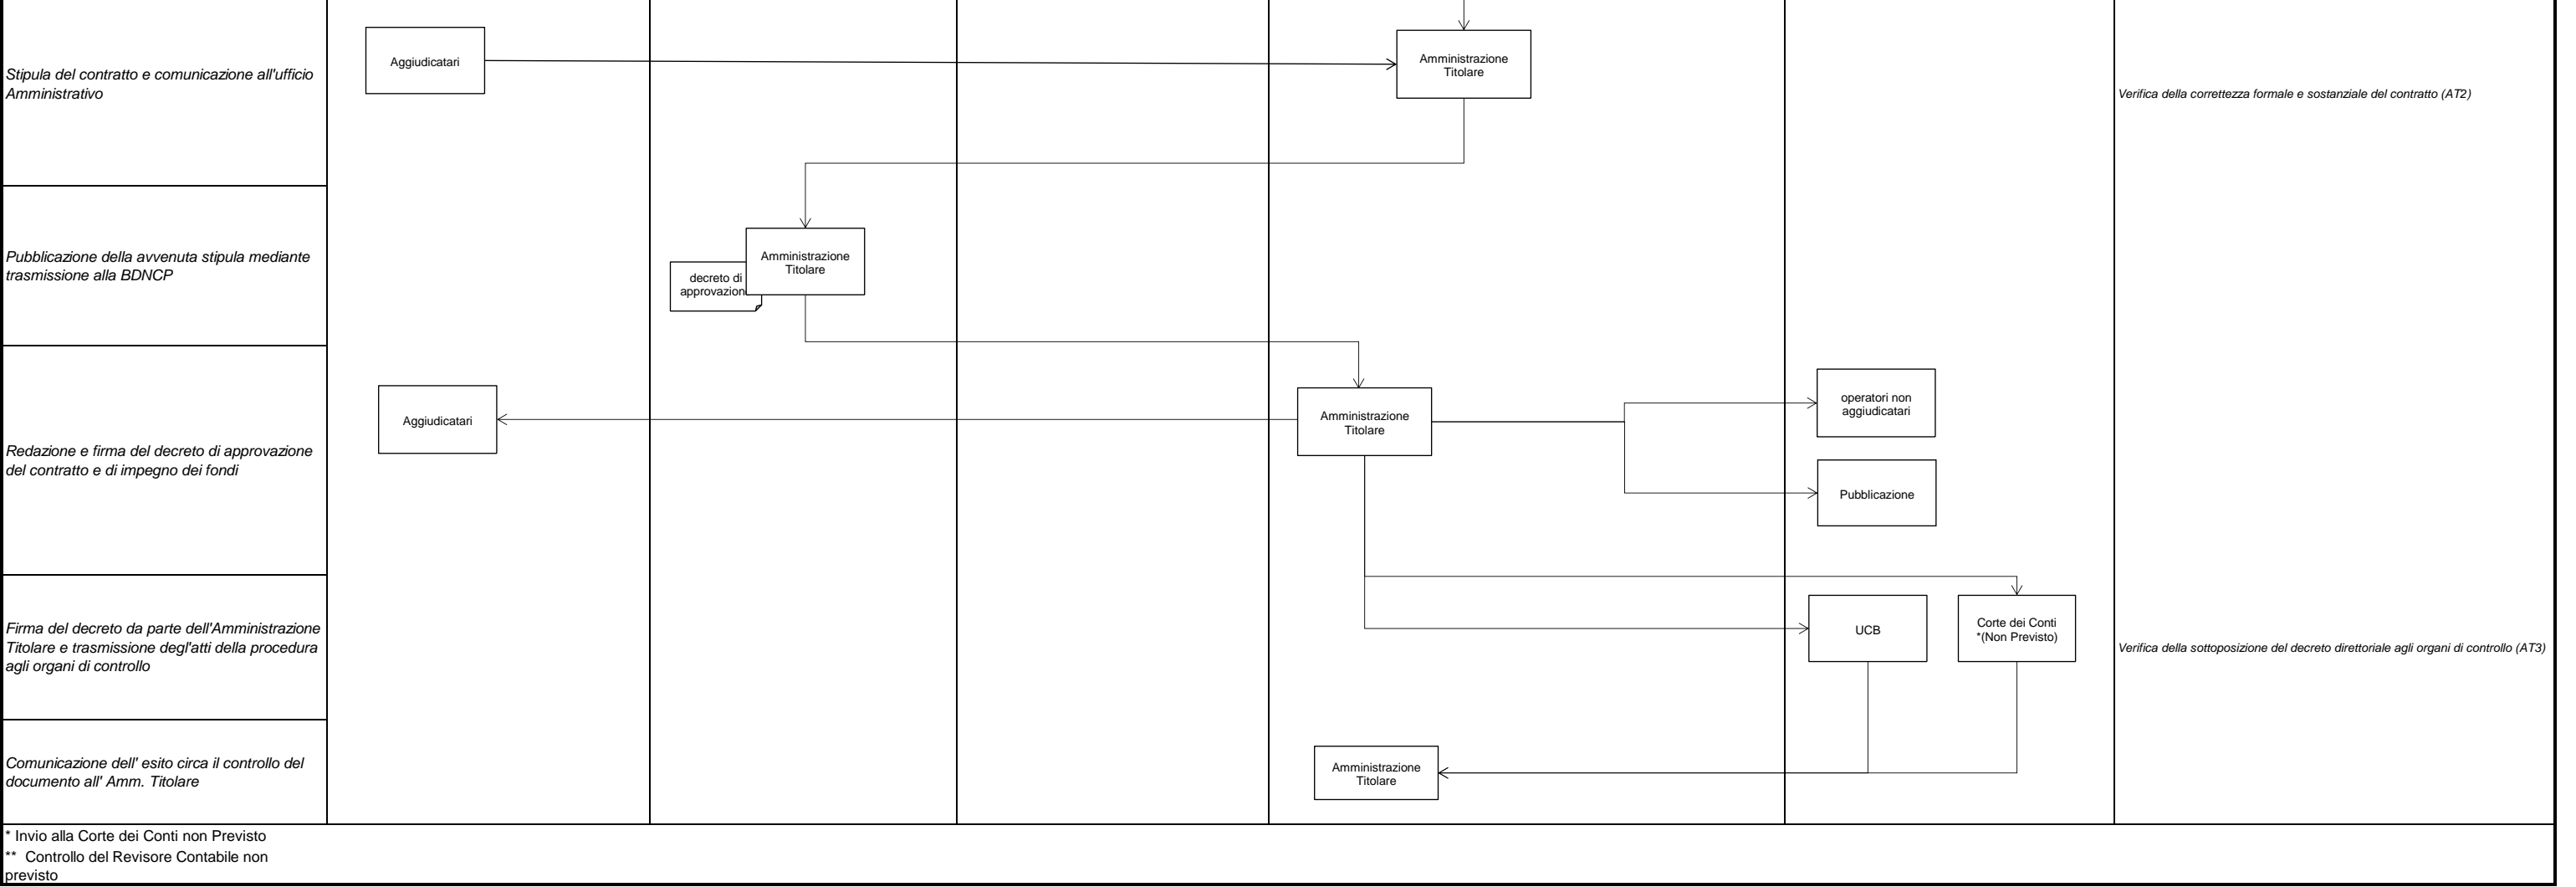 Stipula del contratto e comunicazione all'ufficio
Amministrativo
Aggiudicatari
Amministrazione
Titolare
Verifica della correttezza formale e sostanziale del contratto (AT2)
Pubblicazione della avvenuta stipula mediante
trasmissione alla BDNCP
decreto di
approvazion
Amministrazione
Titolare
Redazione e firma del decreto di approvazione
del contratto e di impegno dei fondi
Aggiudicatari
Amministrazione
Titolare
operatori non
aggiudicatari
Pubblicazione
Firma del decreto da parte dell'Amministrazione
Titolare e trasmissione degl'atti della procedura
agli organi di controllo
UCB
Corte dei Conti
*(Non Previsto)
Verifica della sottoposizione del decreto direttoriale agli organi di controllo (AT3)
Comunicazione dell' esito circa il controllo del
documento all' Amm. Titolare
Amministrazione
Titolare
* Invio alla Corte dei Conti non Previsto
** Controllo del Revisore Contabile non
previsto